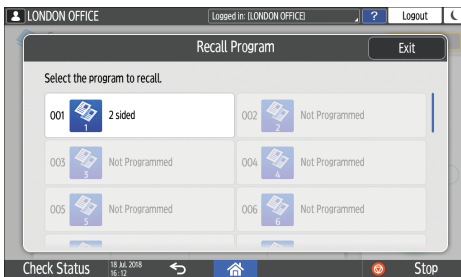 LONDON OFFICE
Logged in: (LONDON OFFICE)
?
Logout
Recall Program
Exit
Select the program to recall.
001 1 2 sided
002 2 Not Programmed
003 3 Not Programmed
004 4 Not Programmed
005 5 Not Programmed
006 6 Not Programmed
Check Status
18 Jul. 2018
16:12
Stop